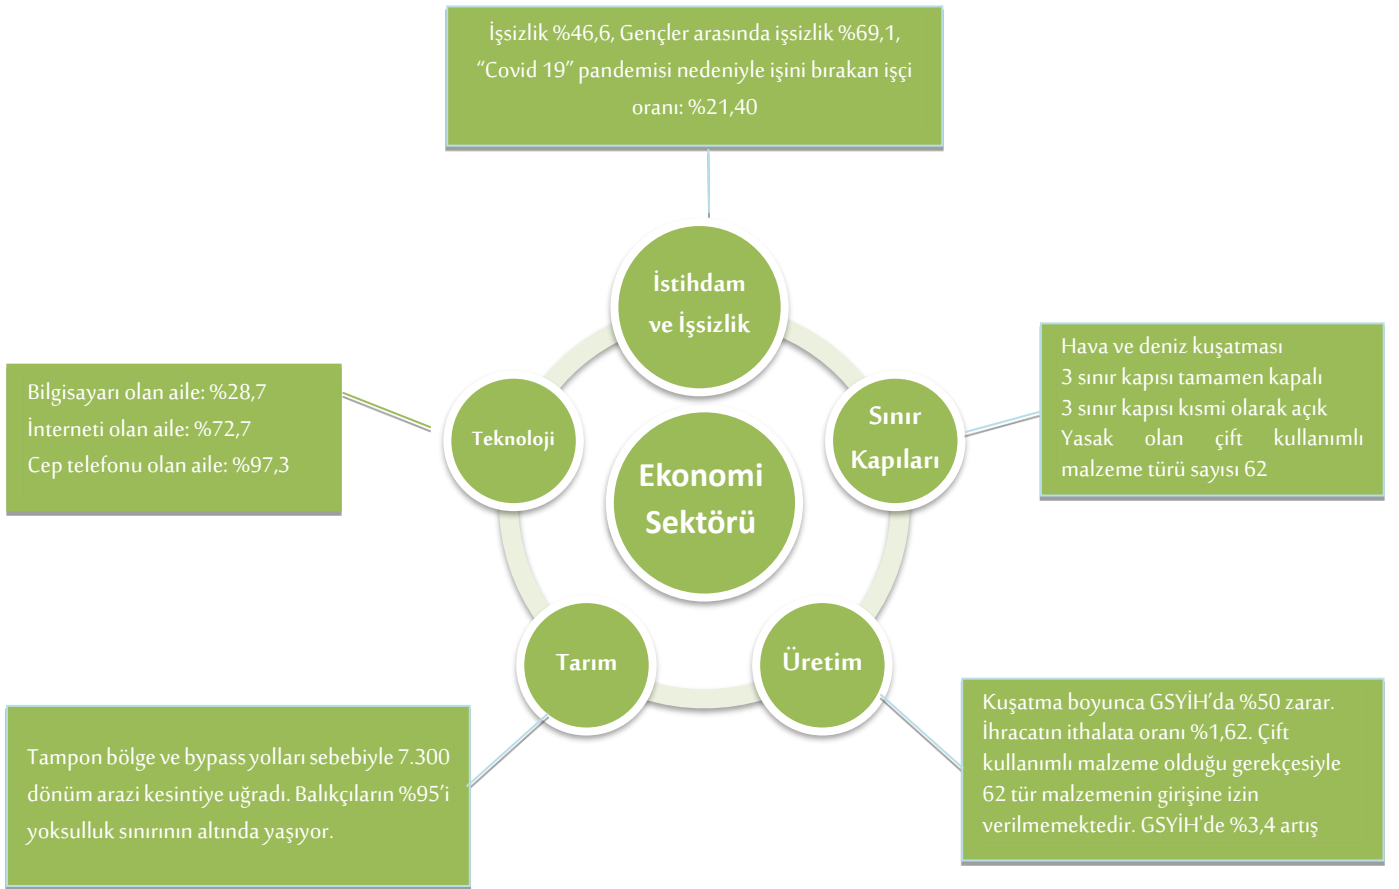 İşsizlik %46,6, Gençler arasında işsizlik %69,1,
“Covid 19” pandemisi nedeniyle işini bırakan işçi
oranı: %21,40
İstihdam
ve İşsizlik
Hava ve deniz kuşatması
3 sınır kapısı tamamen kapalı
3 sınır kapısı kısmi olarak açık
Yasak olan çift kullanımlı
malzeme türü sayısı 62
Bilgisayarı olan aile: %28,7
İnterneti olan aile: %72,7
Cep telefonu olan aile: %97,3
Teknoloji
Sınır
Kapıları
Ekonomi
Sektörü
Tarım
Üretim
Kuşatma boyunca GSYİH’da %50 zarar.
İhracatın ithalata oranı %1,62. Çift
kullanımlı malzeme olduğu gerekçesiyle
62 tür malzemenin girişine izin
verilmemektedir. GSYİH'de %3,4 artış
Tampon bölge ve bypass yolları sebebiyle 7.300
dönüm arazi kesintiye uğradı. Balıkçıların %95’i
yoksulluk sınırının altında yaşıyor.